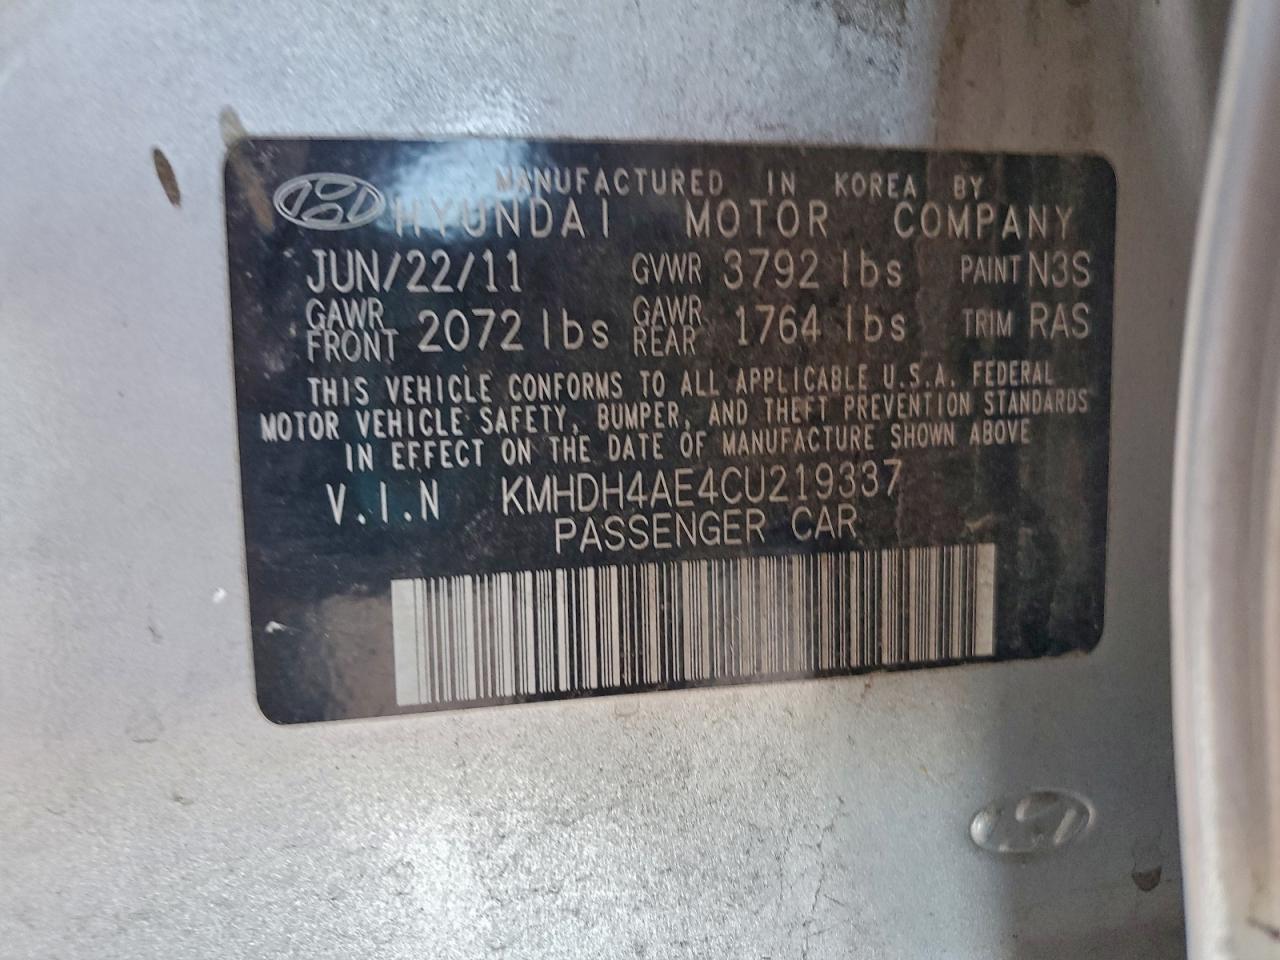 MANUFACTURED IN KOREA BY
HYUNDAI MOTOR COMPANY
JUN/22/11 GVWR 3792 lbs PAINT N3S
GAWR FRONT 2072 lbs GAWR REAR 1764 lbs TRIM RAS
THIS VEHICLE CONFORMS TO ALL APPLICABLE U.S.A. FEDERAL
MOTOR VEHICLE SAFETY, BUMPER, AND THEFT PREVENTION STANDARDS
IN EFFECT ON THE DATE OF MANUFACTURE SHOWN ABOVE
V.I.N KMHDH4AE4CU219337
PASSENGER CAR